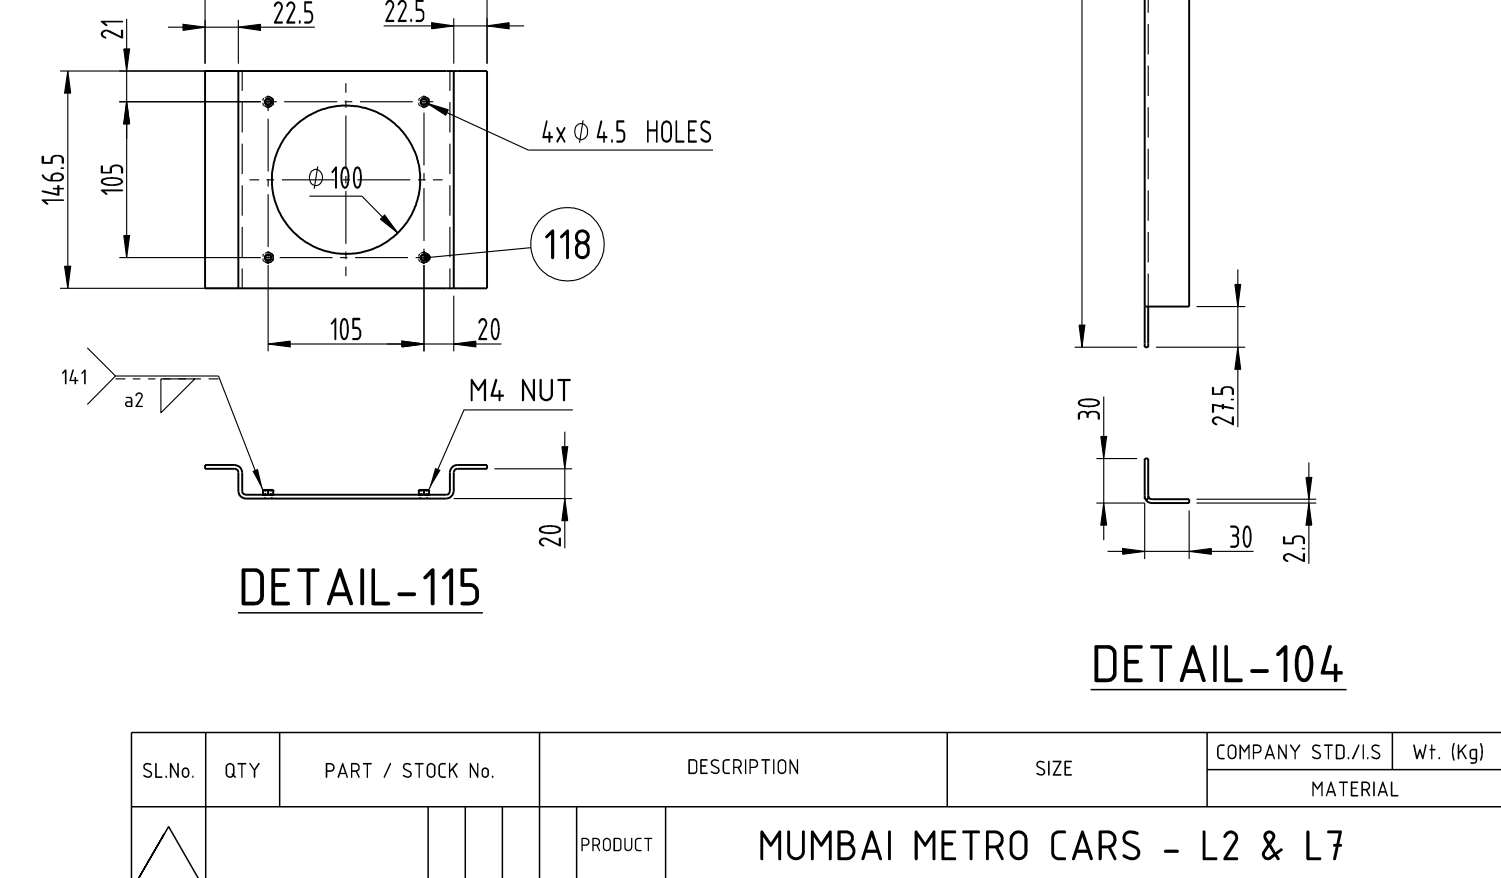 22.5
22.5
21
4x Ø 4.5 HOLES
146.5
105
Ø 100
118
105
20
141
a2
M4 NUT
20
DETAIL-115
27.5
30
30
2.5
DETAIL-104
SL.No.
QTY
PART / STOCK No.
DESCRIPTION
SIZE
COMPANY STD./I.S
Wt. (Kg)
MATERIAL
PRODUCT
MUMBAI METRO CARS - L2 & L7